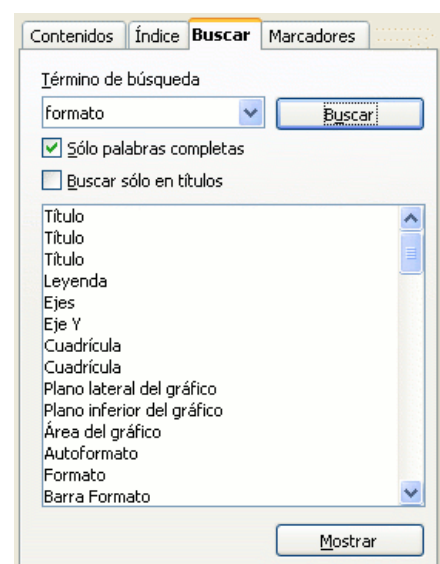 Contenidos Índice Buscar Marcadores
Término de búsqueda
formato Buscar
Sólo palabras completas
Buscar sólo en títulos
Título
Título
Título
Leyenda
Ejes
Eje Y
Cuadrícula
Cuadrícula
Plano lateral del gráfico
Plano inferior del gráfico
Área del gráfico
Autoformato
Formato
Barra Formato
Mostrar